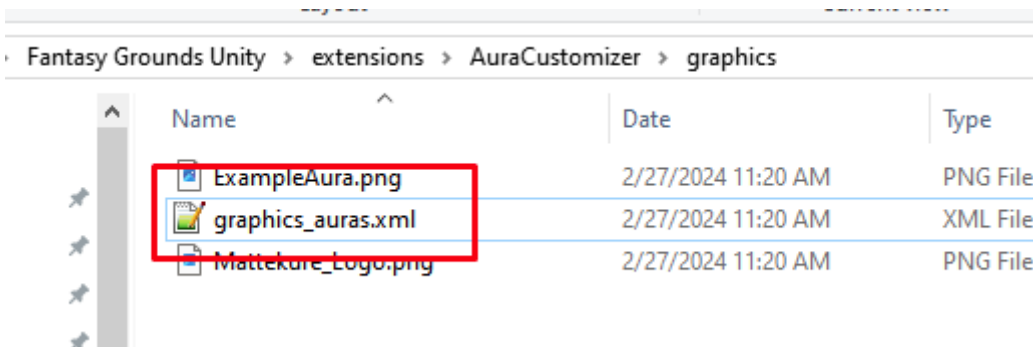 Fantasy Grounds Unity > extensions > AuraCustomizer > graphics
Name Date Type
ExampleAura.png 2/27/2024 11:20 AM PNG File
graphics_auras.xml 2/27/2024 11:20 AM XML File
Mattekure_Logo.png 2/27/2024 11:20 AM PNG File